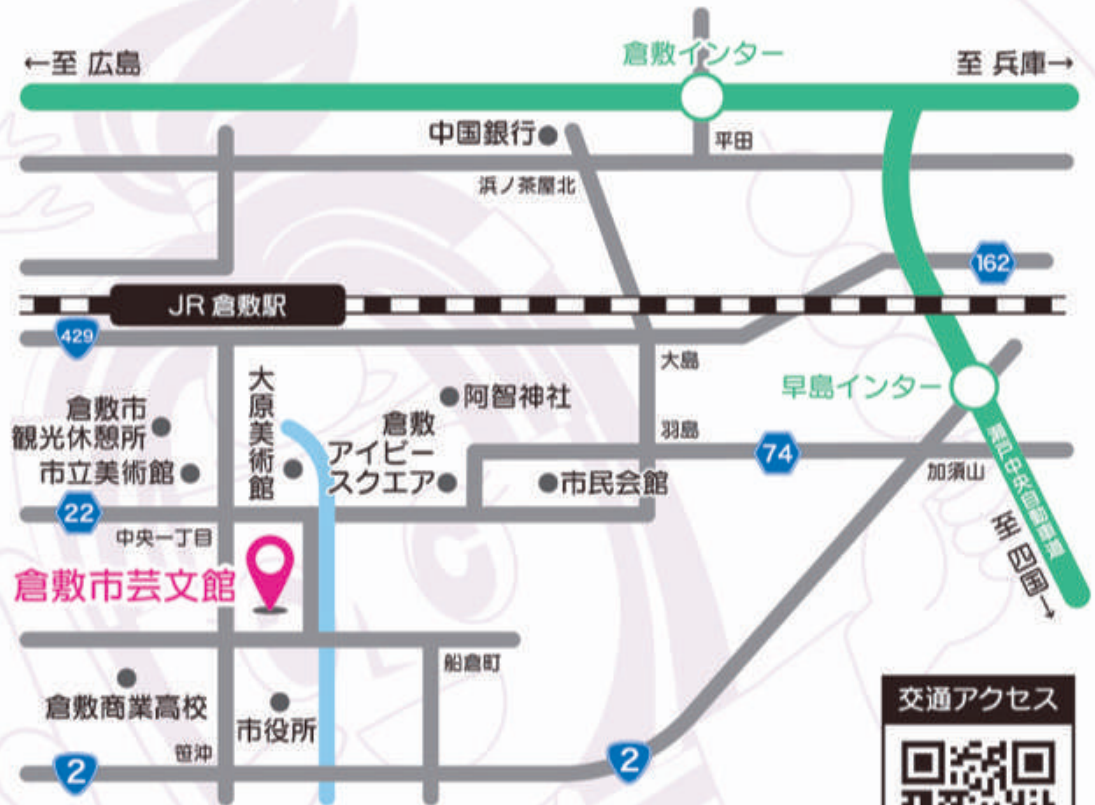 ←至 広島
倉敷インター
至 兵庫→
中国銀行
平田
浜ノ茶屋北
162
JR 倉敷駅
429
大島
早島インター
大原美術館
阿智神社
倉敷市
観光休憩所
倉敷
アイビー
スクエア
羽島
74
市立美術館
市民会館
加須山
瀬戸中央自動車道
22
中央一丁目
至 四国→
倉敷市芸文館
船倉町
倉敷商業高校
市役所
笹沖
2
2
交通アクセス